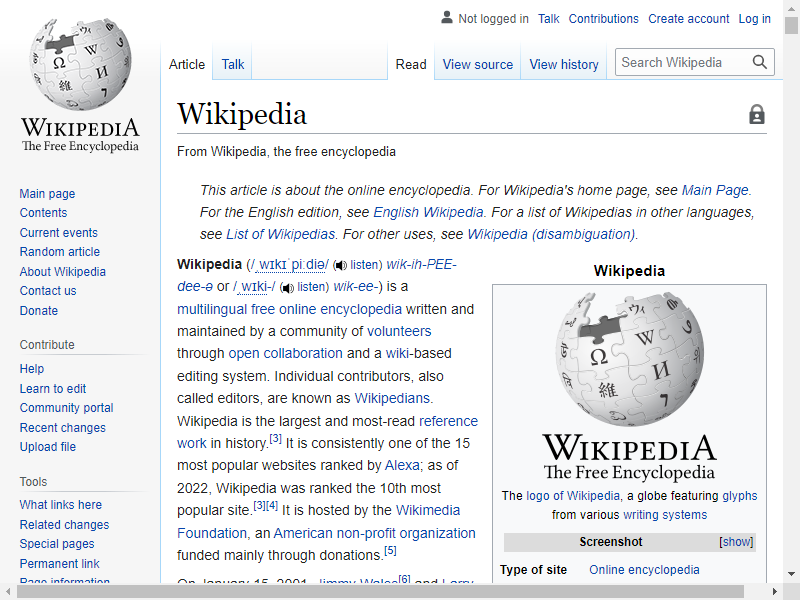 Not logged in Talk Contributions Create account Log in
Article Talk Read View source View history Search Wikipedia
WIKIPEDIA
The Free Encyclopedia
Main page
Contents
Current events
Random article
About Wikipedia
Contact us
Donate
Contribute
Help
Learn to edit
Community portal
Recent changes
Upload file
Tools
What links here
Related changes
Special pages
Permanent link
Page information
Wikipedia
From Wikipedia, the free encyclopedia
This article is about the online encyclopedia. For Wikipedia's home page, see Main Page.
For the English edition, see English Wikipedia. For a list of Wikipedias in other languages,
see List of Wikipedias. For other uses, see Wikipedia (disambiguation).
Wikipedia (/ˌwɪkɪˈpiːdiə/ (listen) wik-ih-PEE-
dee-ə or /ˌwɪki-/ (listen) wik-ee-) is a
multilingual free online encyclopedia written and
maintained by a community of volunteers
through open collaboration and a wiki-based
editing system. Individual contributors, also
called editors, are known as Wikipedians.
Wikipedia is the largest and most-read reference
work in history.[3] It is consistently one of the 15
most popular websites ranked by Alexa; as of
2022, Wikipedia was ranked the 10th most
popular site.[3][4] It is hosted by the Wikimedia
Foundation, an American non-profit organization
funded mainly through donations.[5]
On January 15, 2001, Jimmy Wales[6] and Larry
Wikipedia
Ω W И 維
WIKIPEDIA
The Free Encyclopedia
The logo of Wikipedia, a globe featuring glyphs
from various writing systems
Screenshot [show]
Type of site Online encyclopedia